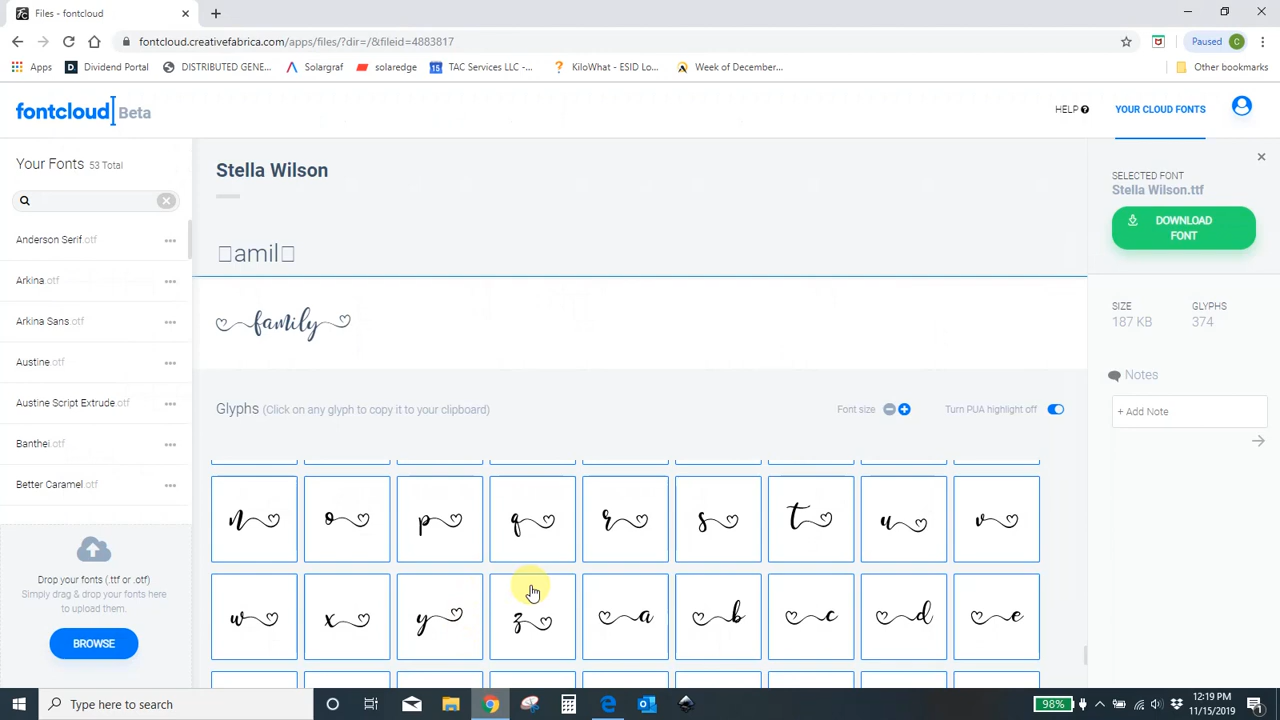 Files - fontcloud
fontcloud.creativefabrica.com/apps/files/?dir=/&fileid=4883817
Paused C
Apps Dividend Portal DISTRIBUTED GENE... Solargraf solaredge TAC Services LLC -... KiloWhat - ESID Lo... Week of December... Other bookmarks
fontcloud Beta
HELP
YOUR CLOUD FONTS
Your Fonts 53 Total
Anderson Serif.otf
Arkina.otf
Arkina Sans.otf
Austine.otf
Austine Script Extrude.otf
Banthei.otf
Better Caramel.otf
Drop your fonts (.ttf or .otf)
Simply drag & drop your fonts
here to upload them.
BROWSE
Stella Wilson
▯amil▯
family
Glyphs (Click on any glyph to copy it to your clipboard)
Font size
Turn PUA highlight off
n o p q r s t u v
w x y z a b c d e
SELECTED FONT
Stella Wilson.ttf
DOWNLOAD
FONT
SIZE GLYPHS
187 KB 374
Notes
+ Add Note
Type here to search
98%
12:19 PM
11/15/2019